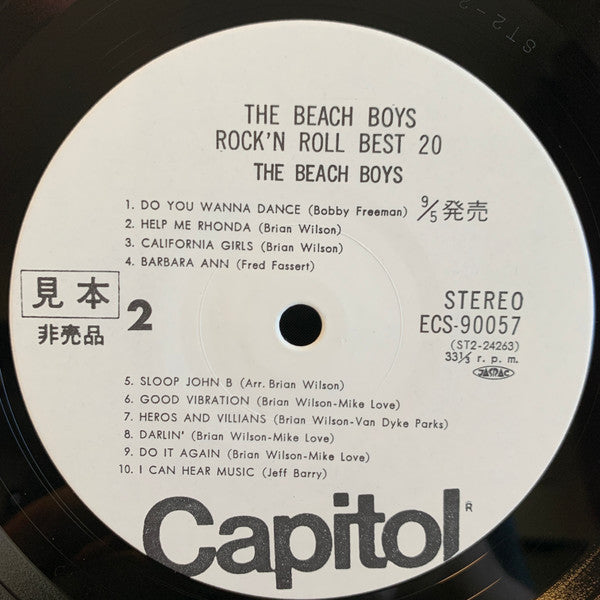 ST2-2
THE BEACH BOYS
ROCK'N ROLL BEST 20
THE BEACH BOYS
1. DO YOU WANNA DANCE (Bobby Freeman) 9/5発売
2. HELP ME RHONDA (Brian Wilson)
3. CALIFORNIA GIRLS (Brian Wilson)
4. BARBARA ANN (Fred Fassert)
見本
非売品
2
STEREO
ECS-90057
(ST2-24263)
33⅓ r. p. m.
JASRAC
5. SLOOP JOHN B (Arr. Brian Wilson)
6. GOOD VIBRATION (Brian Wilson-Mike Love)
7. HEROS AND VILLIANS (Brian Wilson-Van Dyke Parks)
8. DARLIN' (Brian Wilson-Mike Love)
9. DO IT AGAIN (Brian Wilson-Mike Love)
10. I CAN HEAR MUSIC (Jeff Barry)
Capitol®